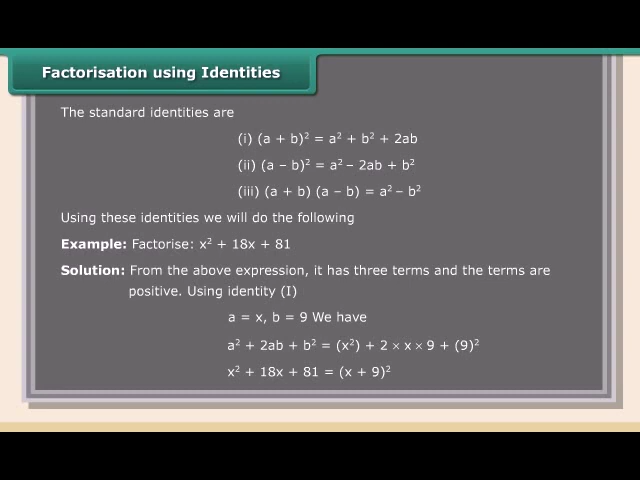 Factorisation using Identities
The standard identities are
(i) (a + b)² = a² + b² + 2ab
(ii) (a – b)² = a² – 2ab + b²
(iii) (a + b) (a – b) = a² – b²
Using these identities we will do the following
Example: Factorise: x² + 18x + 81
Solution: From the above expression, it has three terms and the terms are
positive. Using identity (I)
a = x, b = 9 We have
a² + 2ab + b² = (x²) + 2 × x × 9 + (9)²
x² + 18x + 81 = (x + 9)²